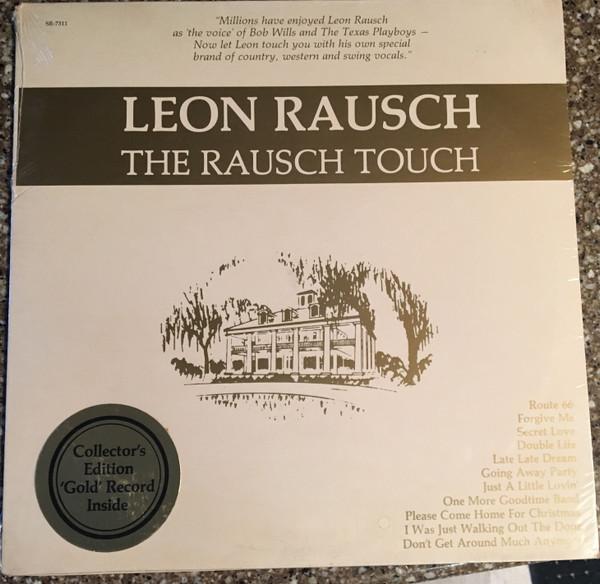 SR-7311
"Millions have enjoyed Leon Rausch
as 'the voice' of Bob Wills and The Texas Playboys —
Now let Leon touch you with his own special
brand of country, western and swing vocals."
LEON RAUSCH
THE RAUSCH TOUCH
Collector's
Edition
'Gold' Record
Inside
Route 66
Forgive Me
Secret Love
Double Life
Late Late Dream
Going Away Party
Just A Little Lovin'
One More Goodtime Band
Please Come Home For Christmas
I Was Just Walking Out The Door
Don't Get Around Much Anymore